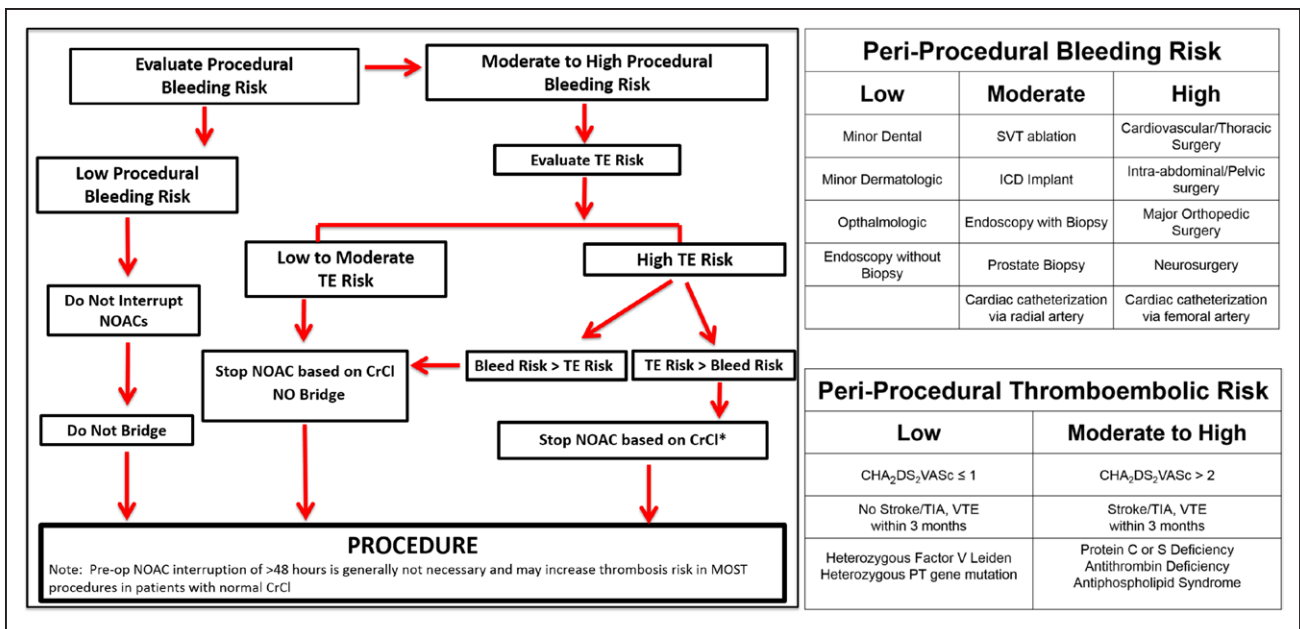 Evaluate Procedural
Bleeding Risk
Moderate to High Procedural
Bleeding Risk
Low Procedural
Bleeding Risk
Evaluate TE Risk
Low to Moderate
TE Risk
High TE Risk
Do Not Interrupt
NOACs
Stop NOAC based on CrCl
NO Bridge
Bleed Risk > TE Risk
TE Risk > Bleed Risk
Do Not Bridge
Stop NOAC based on CrCl*
PROCEDURE
Note: Pre-op NOAC interruption of >48 hours is generally not necessary and may increase thrombosis risk in MOST
procedures in patients with normal CrCl
Peri-Procedural Bleeding Risk
Low Moderate High
Minor Dental SVT ablation Cardiovascular/Thoracic
Surgery
Minor Dermatologic ICD Implant Intra-abdominal/Pelvic
surgery
Opthalmologic Endoscopy with Biopsy Major Orthopedic
Surgery
Endoscopy without
Biopsy Prostate Biopsy Neurosurgery
Cardiac catheterization
via radial artery Cardiac catheterization
via femoral artery
Peri-Procedural Thromboembolic Risk
Low Moderate to High
CHA₂DS₂VASc ≤ 1 CHA₂DS₂VASc > 2
No Stroke/TIA, VTE
within 3 months Stroke/TIA, VTE
within 3 months
Heterozygous Factor V Leiden
Heterozygous PT gene mutation Protein C or S Deficiency
Antithrombin Deficiency
Antiphospholipid Syndrome